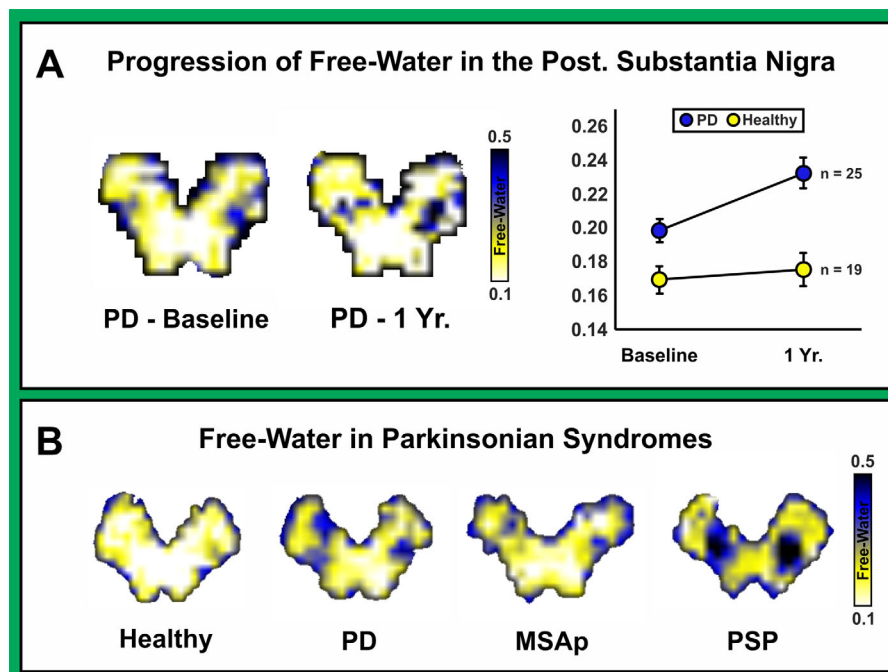 A
Progression of Free-Water in the Post. Substantia Nigra
0.5
Free-Water
0.1
PD - Baseline
PD - 1 Yr.
PD Healthy
0.26
0.24
0.22
0.20
0.18
0.16
0.14
n = 25
n = 19
Baseline
1 Yr.
B
Free-Water in Parkinsonian Syndromes
0.5
Free-Water
0.1
Healthy
PD
MSAp
PSP